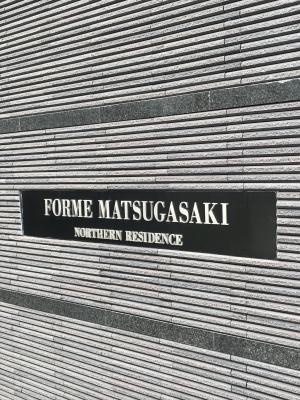 FORME MATSUGASAKI
NORTHERN RESIDENCE